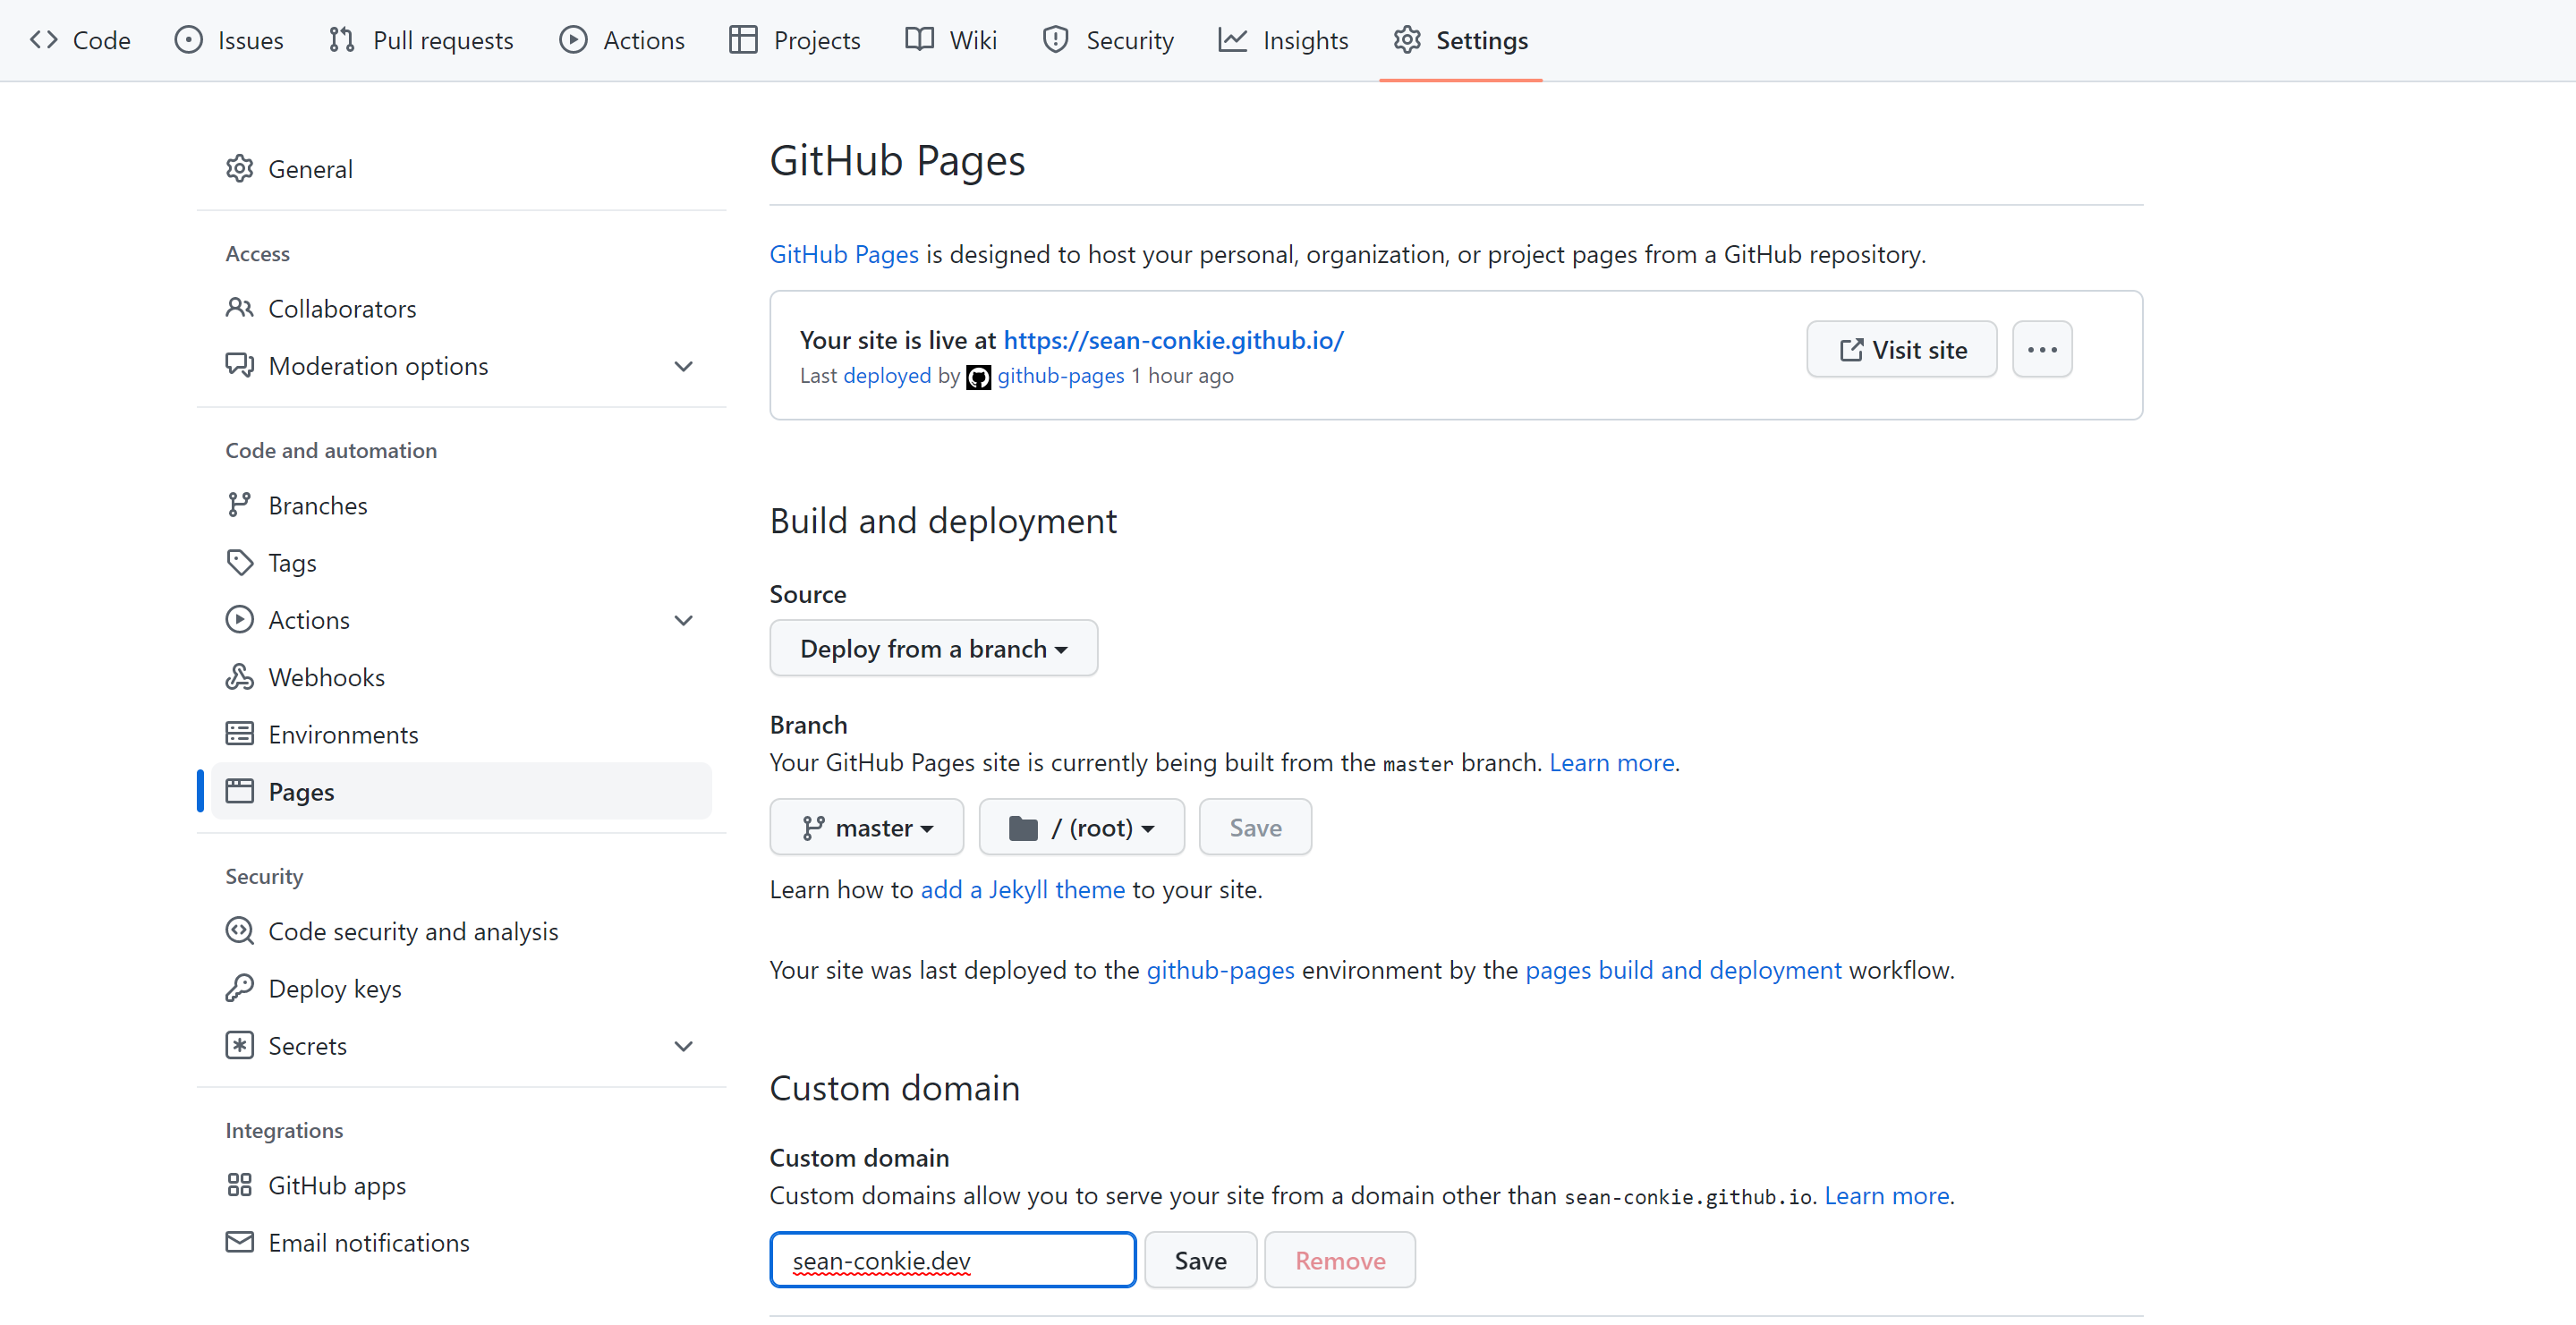 Code Issues Pull requests Actions Projects Wiki Security Insights Settings
General
Access
Collaborators
Moderation options
Code and automation
Branches
Tags
Actions
Webhooks
Environments
Pages
Security
Code security and analysis
Deploy keys
Secrets
Integrations
GitHub apps
Email notifications
GitHub Pages
GitHub Pages is designed to host your personal, organization, or project pages from a GitHub repository.
Your site is live at https://sean-conkie.github.io/
Last deployed by github-pages 1 hour ago
Visit site
Build and deployment
Source
Deploy from a branch
Branch
Your GitHub Pages site is currently being built from the master branch. Learn more.
master / (root) Save
Learn how to add a Jekyll theme to your site.
Your site was last deployed to the github-pages environment by the pages build and deployment workflow.
Custom domain
Custom domain
Custom domains allow you to serve your site from a domain other than sean-conkie.github.io. Learn more.
sean-conkie.dev Save Remove